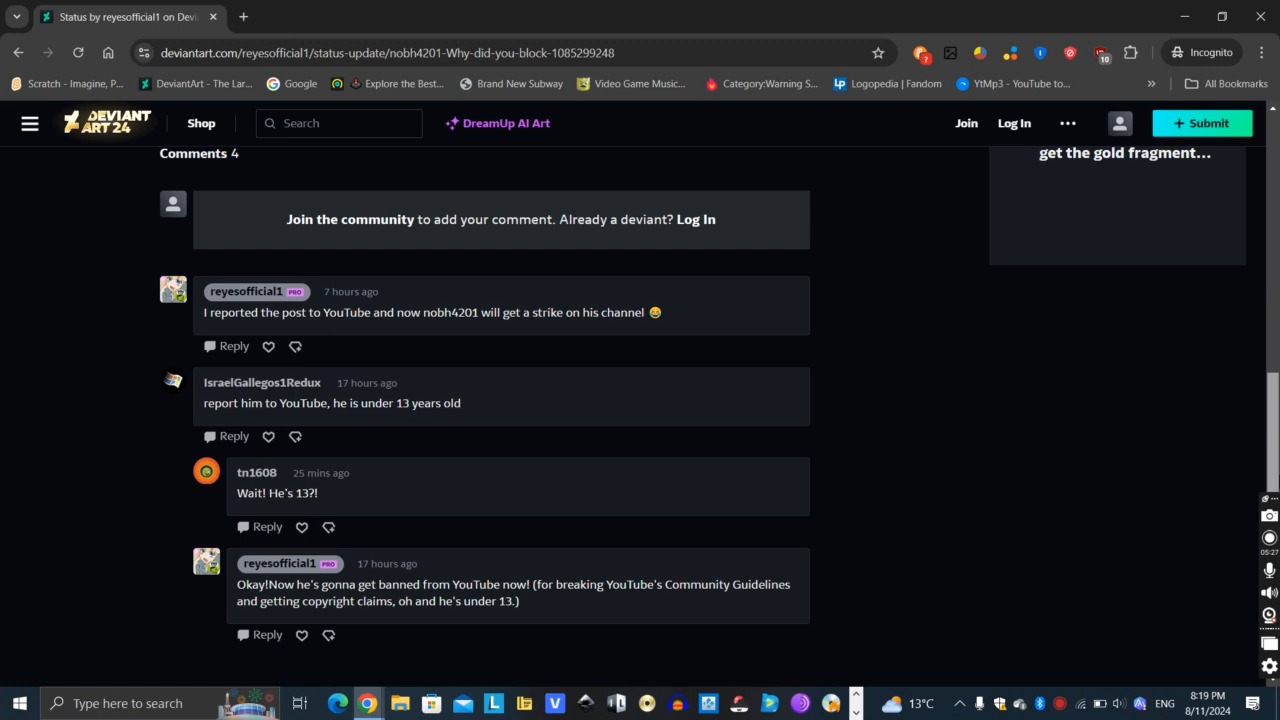 Status by reyesofficial1 on Devi
deviantart.com/reyesofficial1/status-update/nobh4201-Why-did-you-block-1085299248
7
10
Incognito
Scratch - Imagine, P...
DeviantArt - The Lar...
Google
Explore the Best...
Brand New Subway
Video Game Music...
Category:Warning S...
Logopedia | Fandom
YtMp3 - YouTube to...
»
All Bookmarks
DEVIANT
ART 24
Shop
Search
DreamUp AI Art
Join
Log In
Submit
Comments 4
get the gold fragment...
Join the community to add your comment. Already a deviant? Log In
reyesofficial1 PRO 7 hours ago
I reported the post to YouTube and now nobh4201 will get a strike on his channel 😂
Reply
IsraelGallegos1Redux 17 hours ago
report him to YouTube, he is under 13 years old
Reply
tn1608 25 mins ago
Wait! He's 13?!
Reply
reyesofficial1 PRO 17 hours ago
Okay!Now he's gonna get banned from YouTube now! (for breaking YouTube's Community Guidelines
and getting copyright claims, oh and he's under 13.)
Reply
05:27
Type here to search
13°C
ENG
8:19 PM
8/11/2024